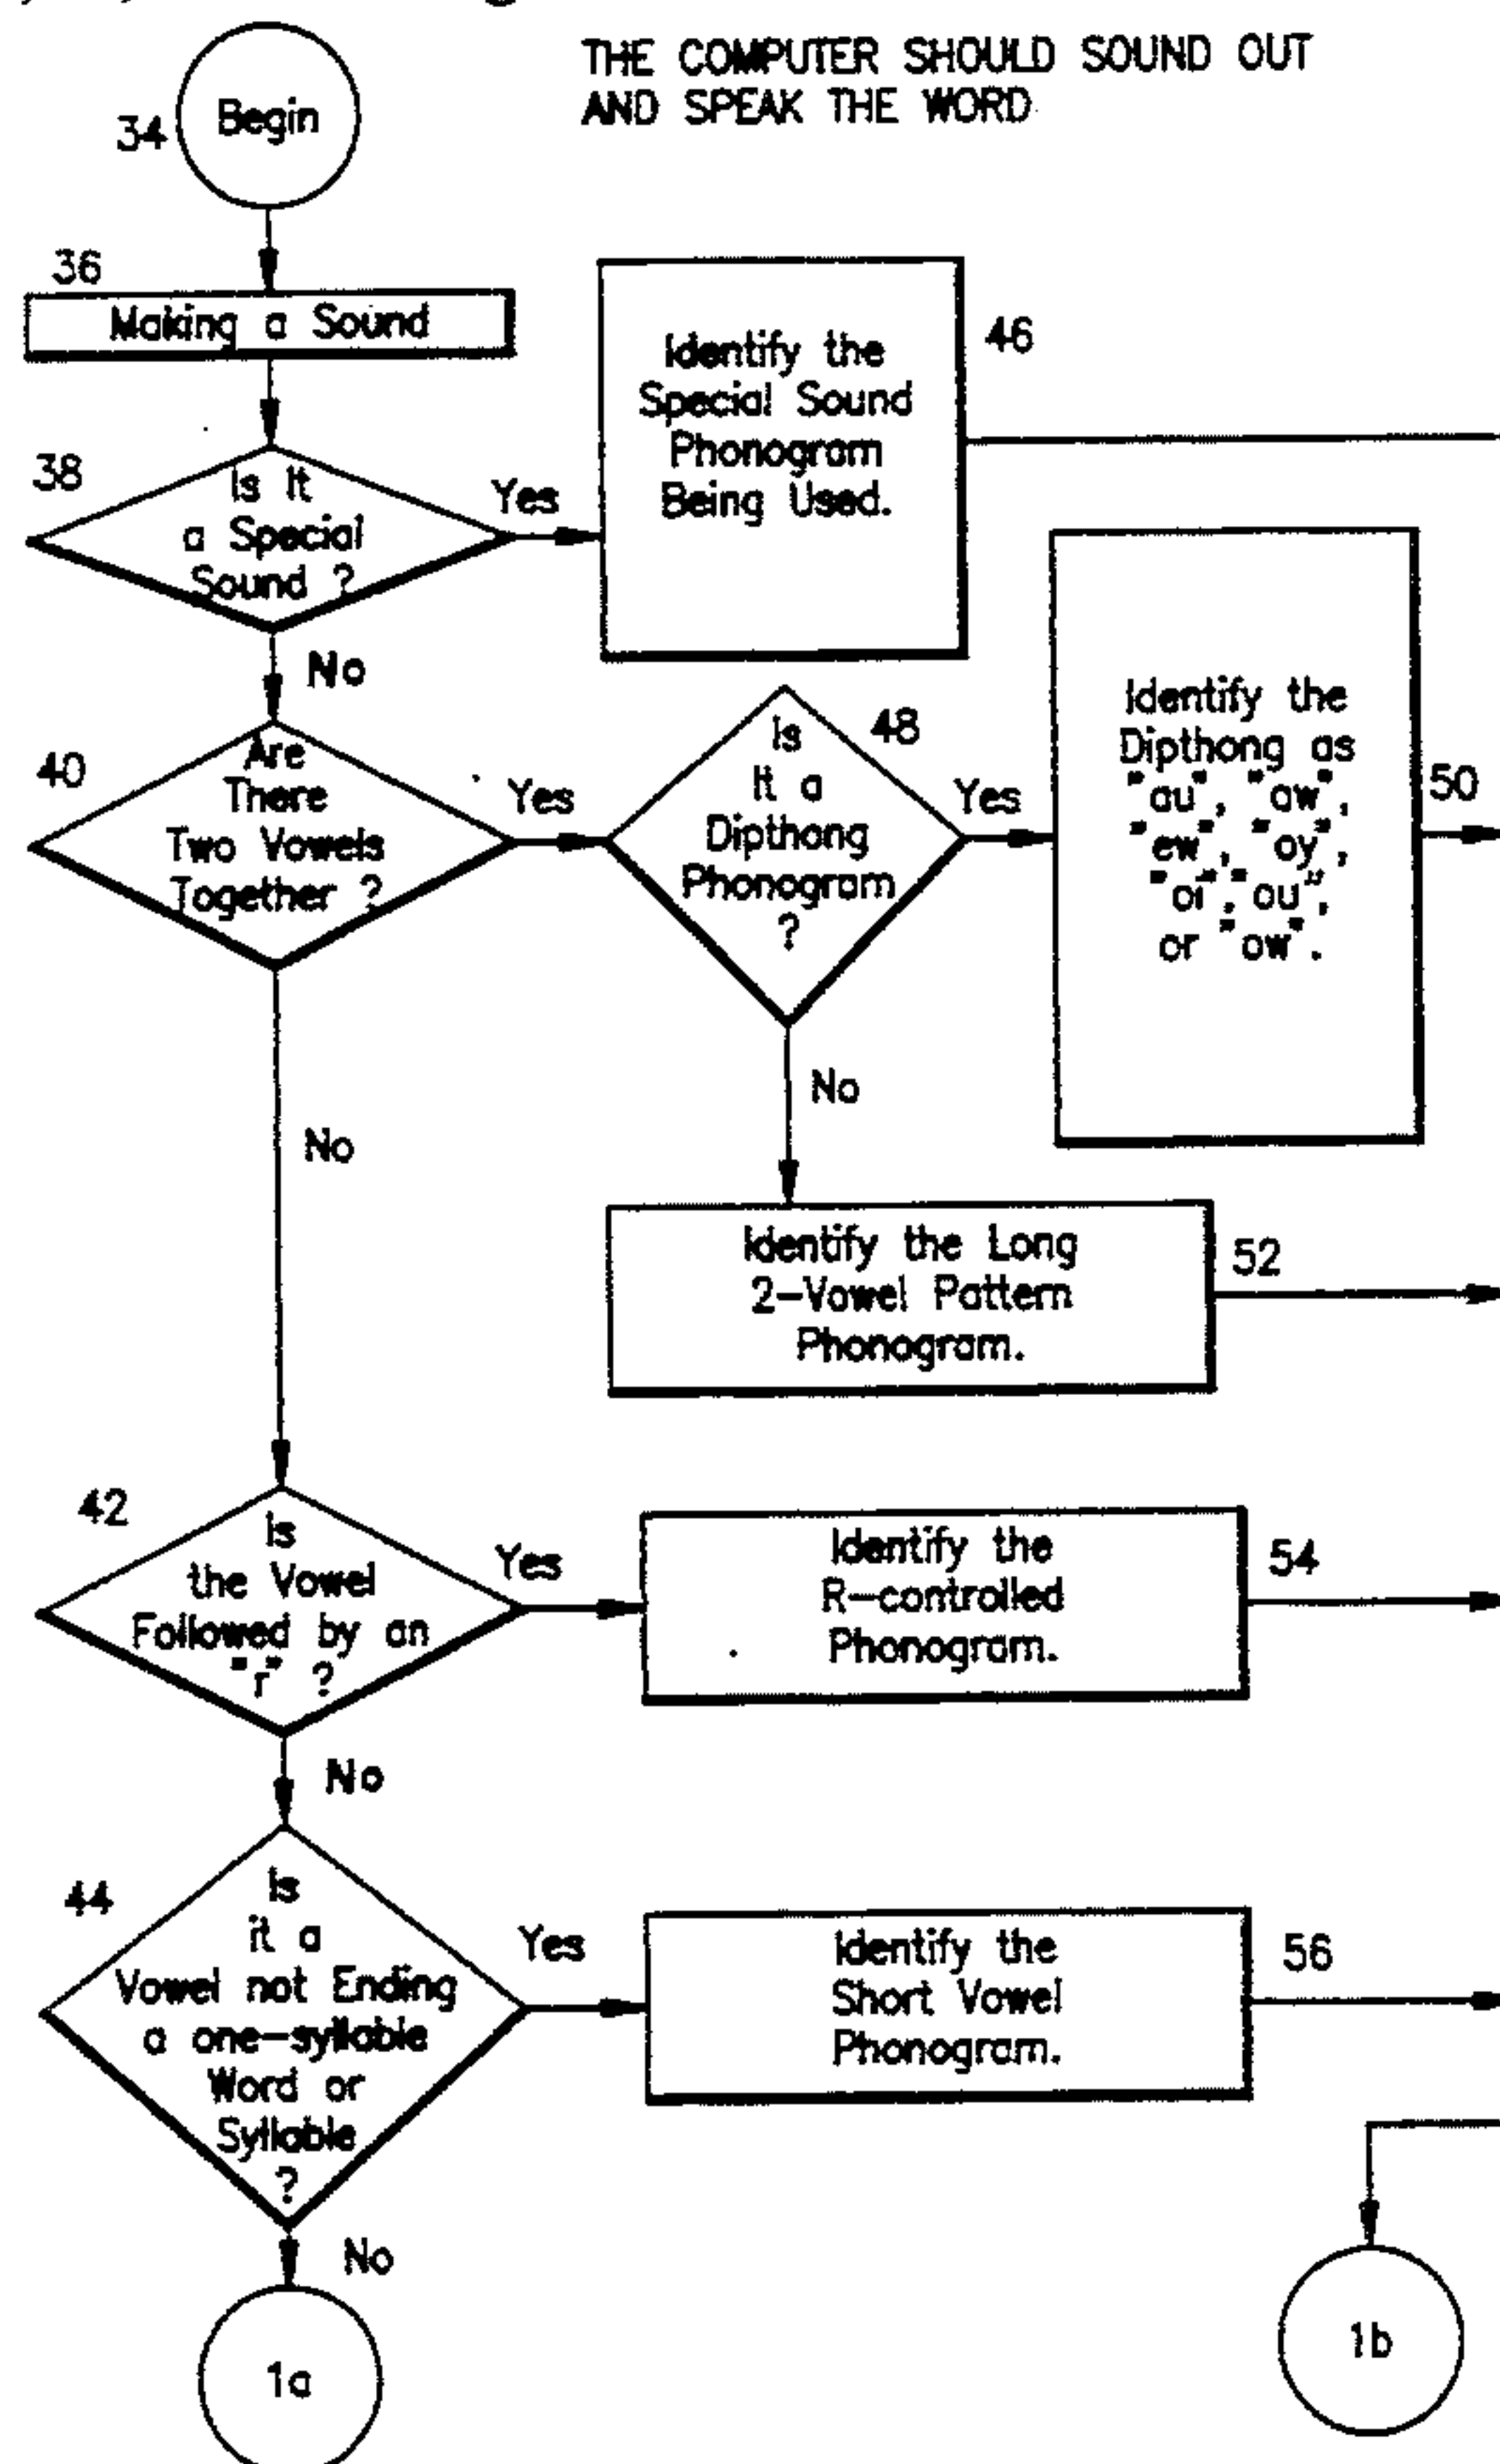 THE COMPUTER SHOULD SOUND OUT
AND SPEAK THE WORD
34
Begin
36
Making a Sound
38
Is It
a Special
Sound ?
Yes
No
Identify the
Special Sound
Phonogram
Being Used.
46
40
Are
There
Two Vowels
Together ?
Yes
No
48
Is
It a
Dipthong
Phonogram
?
Yes
No
Identify the
Dipthong as
"au", "aw",
"ew", "oy",
"oi", "ou",
or "ow".
50
Identify the Long
2-Vowel Pattern
Phonogram.
52
42
Is
the Vowel
Followed by an
"r" ?
Yes
No
Identify the
R-controlled
Phonogram.
54
44
Is
it a
Vowel not Ending
a one-syllable
Word or
Syllable
?
Yes
No
Identify the
Short Vowel
Phonogram.
56
1a
1b